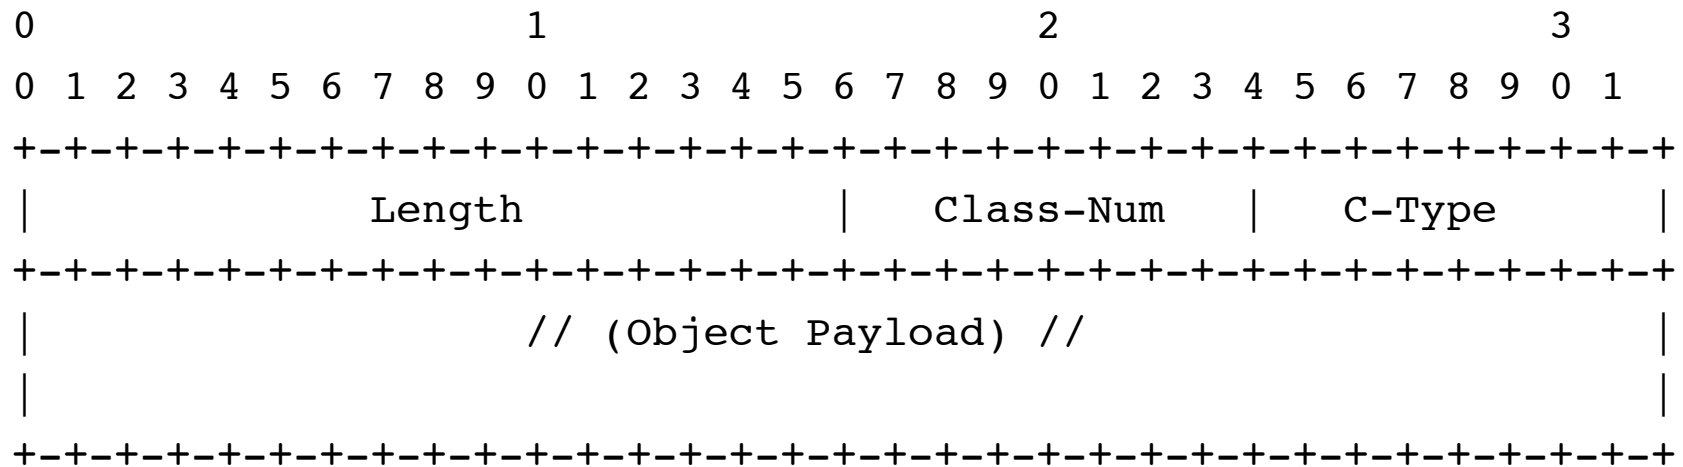 0                   1                   2                   3
0 1 2 3 4 5 6 7 8 9 0 1 2 3 4 5 6 7 8 9 0 1 2 3 4 5 6 7 8 9 0 1
+-+-+-+-+-+-+-+-+-+-+-+-+-+-+-+-+-+-+-+-+-+-+-+-+-+-+-+-+-+-+-+-+
|             Length            |   Class-Num   |   C-Type      |
+-+-+-+-+-+-+-+-+-+-+-+-+-+-+-+-+-+-+-+-+-+-+-+-+-+-+-+-+-+-+-+-+
|                   // (Object Payload) //                      |
|                                                               |
+-+-+-+-+-+-+-+-+-+-+-+-+-+-+-+-+-+-+-+-+-+-+-+-+-+-+-+-+-+-+-+-+